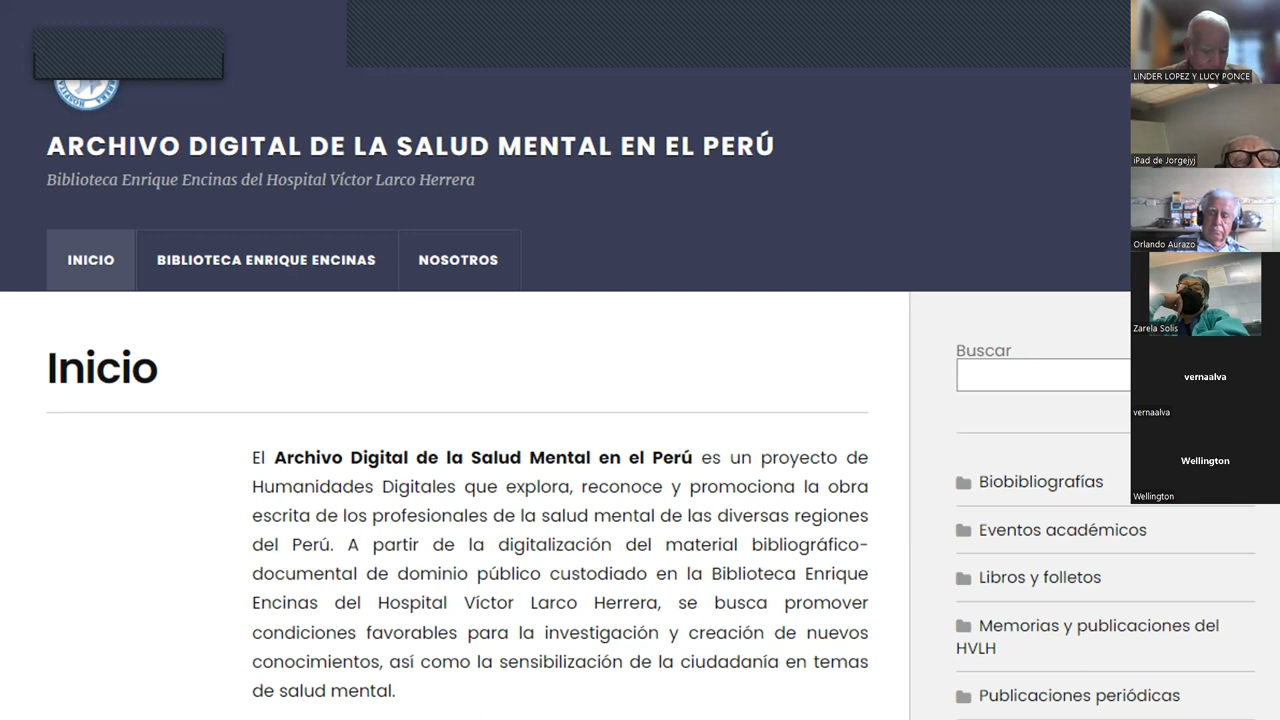 ARCHIVO DIGITAL DE LA SALUD MENTAL EN EL PERÚ
Biblioteca Enrique Encinas del Hospital Víctor Larco Herrera
INICIO
BIBLIOTECA ENRIQUE ENCINAS
NOSOTROS
Inicio
El Archivo Digital de la Salud Mental en el Perú es un proyecto de
Humanidades Digitales que explora, reconoce y promociona la obra
escrita de los profesionales de la salud mental de las diversas regiones
del Perú. A partir de la digitalización del material bibliográfico-
documental de dominio público custodiado en la Biblioteca Enrique
Encinas del Hospital Víctor Larco Herrera, se busca promover
condiciones favorables para la investigación y creación de nuevos
conocimientos, así como la sensibilización de la ciudadanía en temas
de salud mental.
Buscar
Biobibliografías
Eventos académicos
Libros y folletos
Memorias y publicaciones del
HVLH
Publicaciones periódicas
LINDER LOPEZ Y LUCY PONCE
iPad de Jorgejyj
Orlando Aurazo
Zarela Solis
vernaalva
vernaalva
Wellington
Wellington